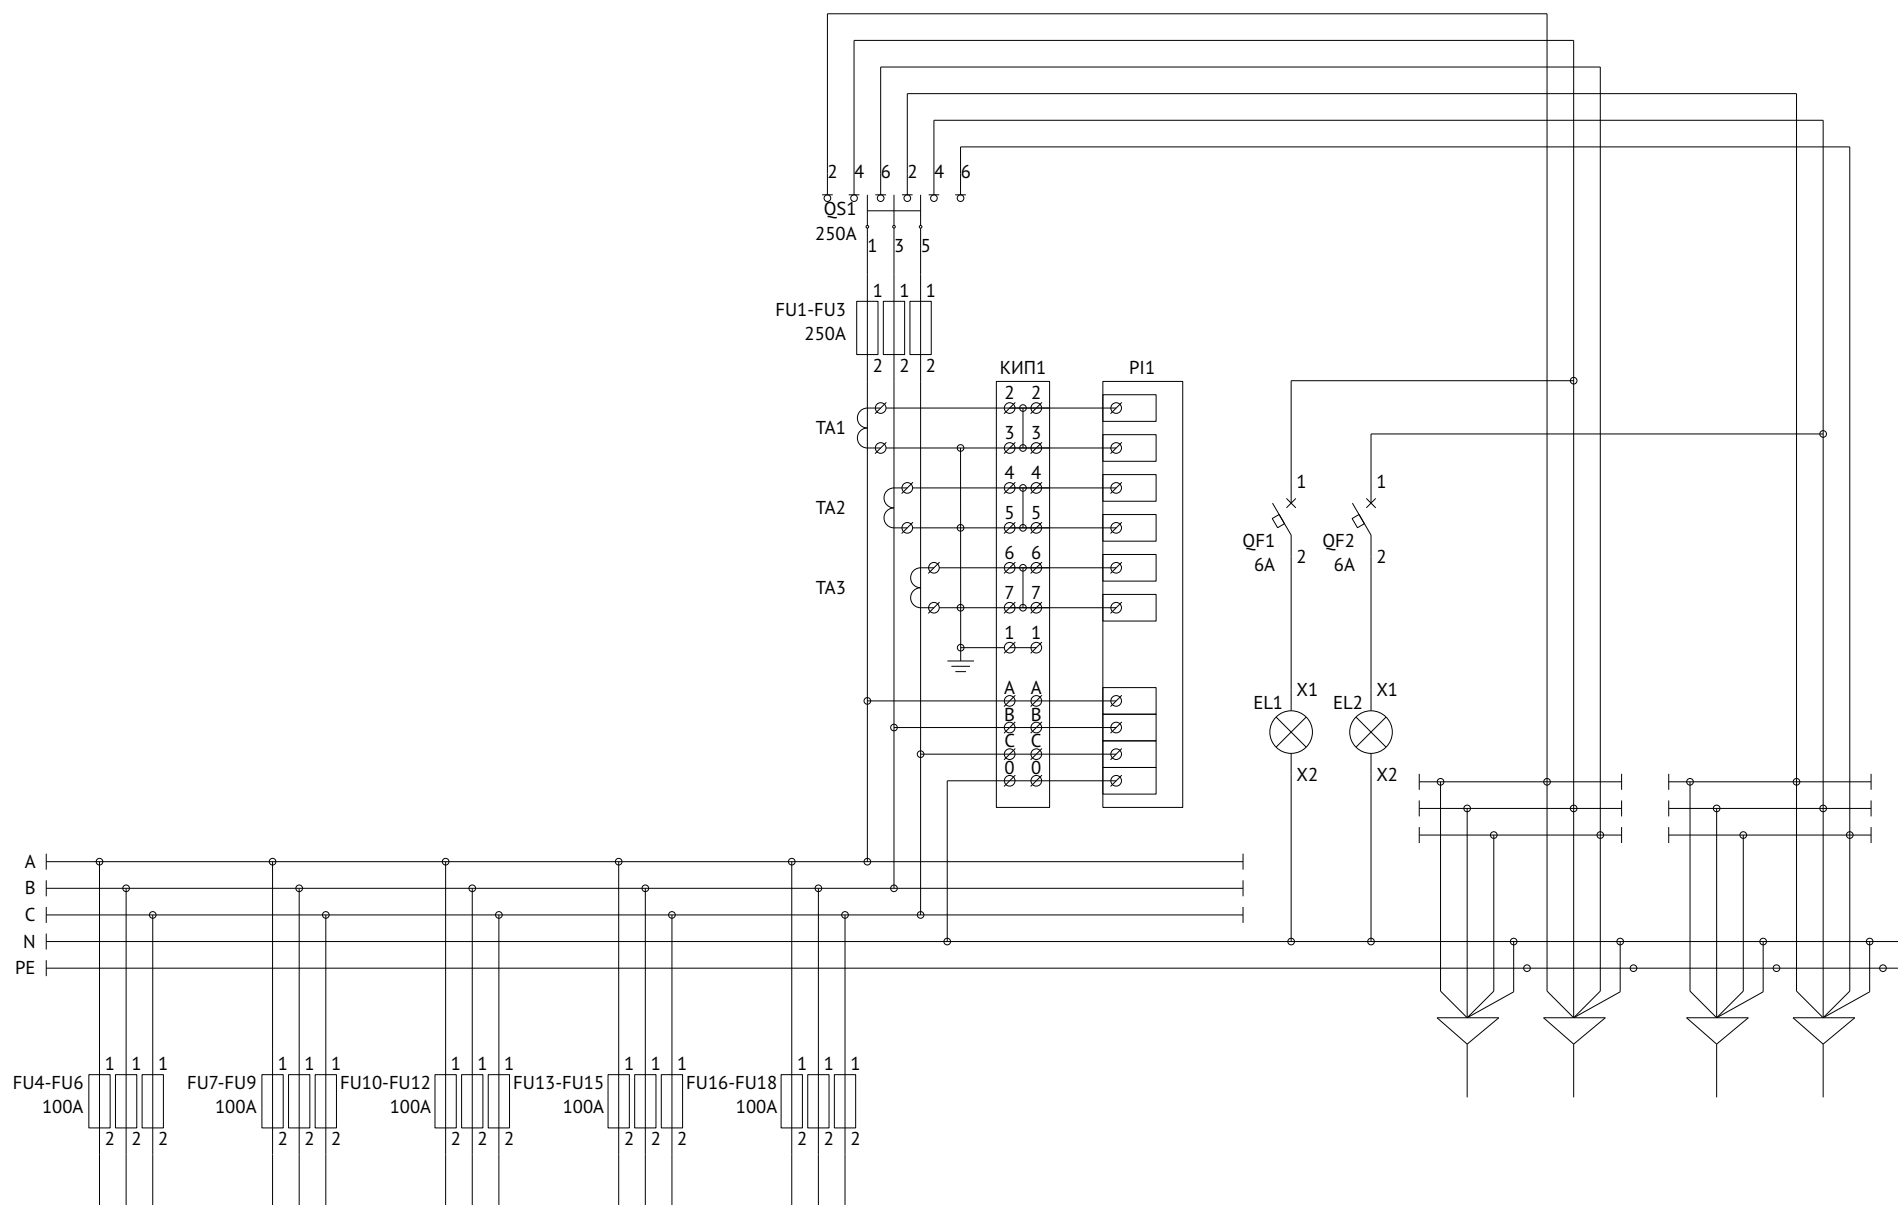 2 4 6 2 4 6
QS1
250A
1 3 5
1 1 1
FU1-FU3
250A
2 2 2
КИП1 PI1
2 2
TA1
3 3
4 4
TA2
5 5
6 6
TA3
7 7
1 1
A A
B B
C C
0 0
1 1
QF1 2 QF2 2
6A 6A
X1 X1
EL1 EL2
X2 X2
A
B
C
N
PE
1 1 1 1 1 1 1 1 1 1 1 1 1 1 1
FU4-FU6 FU7-FU9 FU10-FU12 FU13-FU15 FU16-FU18
100A 100A 100A 100A 100A
2 2 2 2 2 2 2 2 2 2 2 2 2 2 2